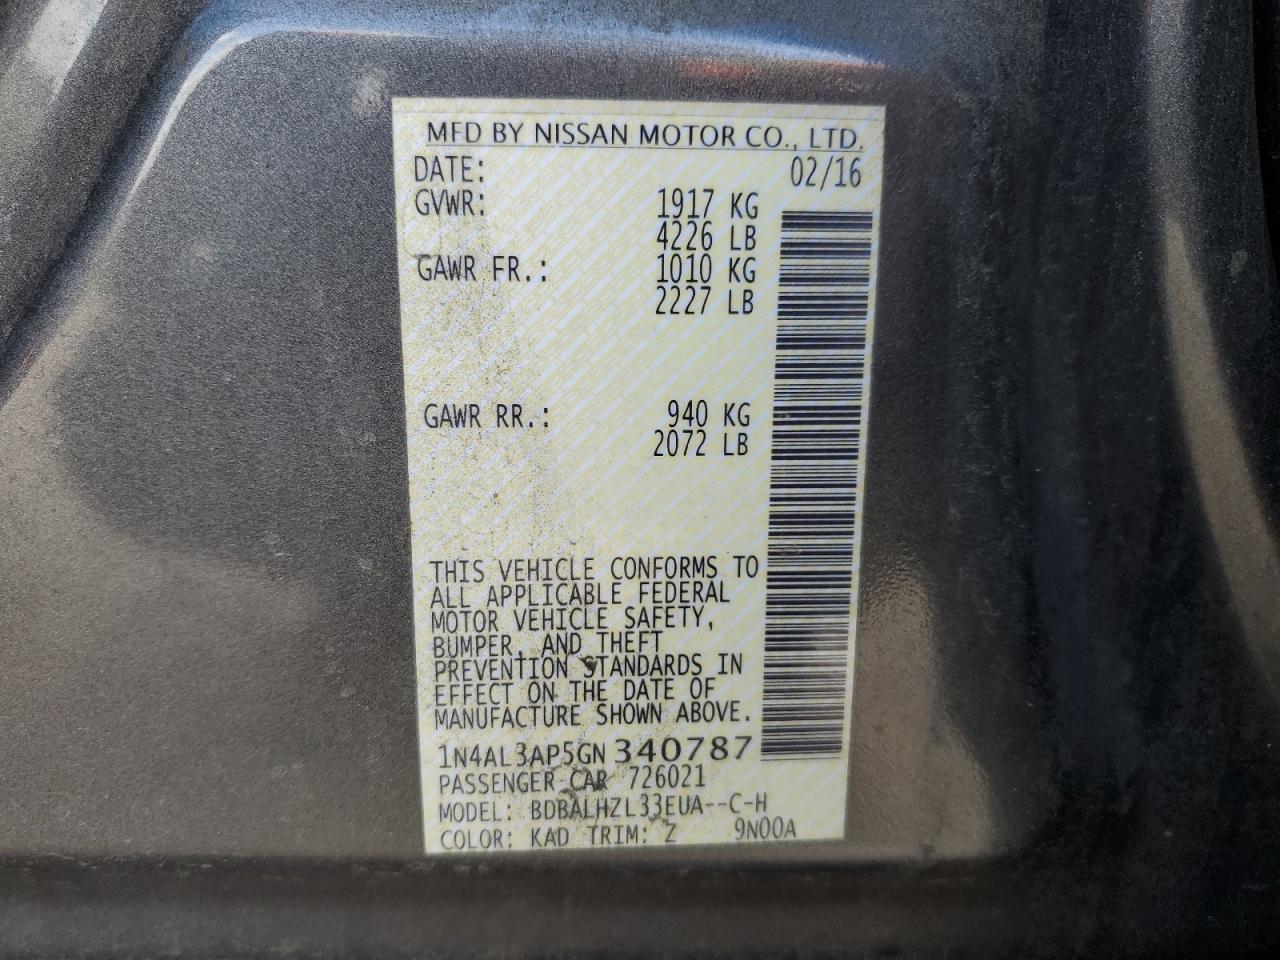 MFD BY NISSAN MOTOR CO., LTD.
DATE: 02/16
GVWR: 1917 KG
4226 LB
GAWR FR.: 1010 KG
2227 LB
GAWR RR.: 940 KG
2072 LB
THIS VEHICLE CONFORMS TO
ALL APPLICABLE FEDERAL
MOTOR VEHICLE SAFETY,
BUMPER, AND THEFT
PREVENTION STANDARDS IN
EFFECT ON THE DATE OF
MANUFACTURE SHOWN ABOVE.
1N4AL3AP5GN340787
PASSENGER CAR 726021
MODEL: BDBALHZL33EUA--C-H
COLOR: KAD TRIM: Z 9N00A